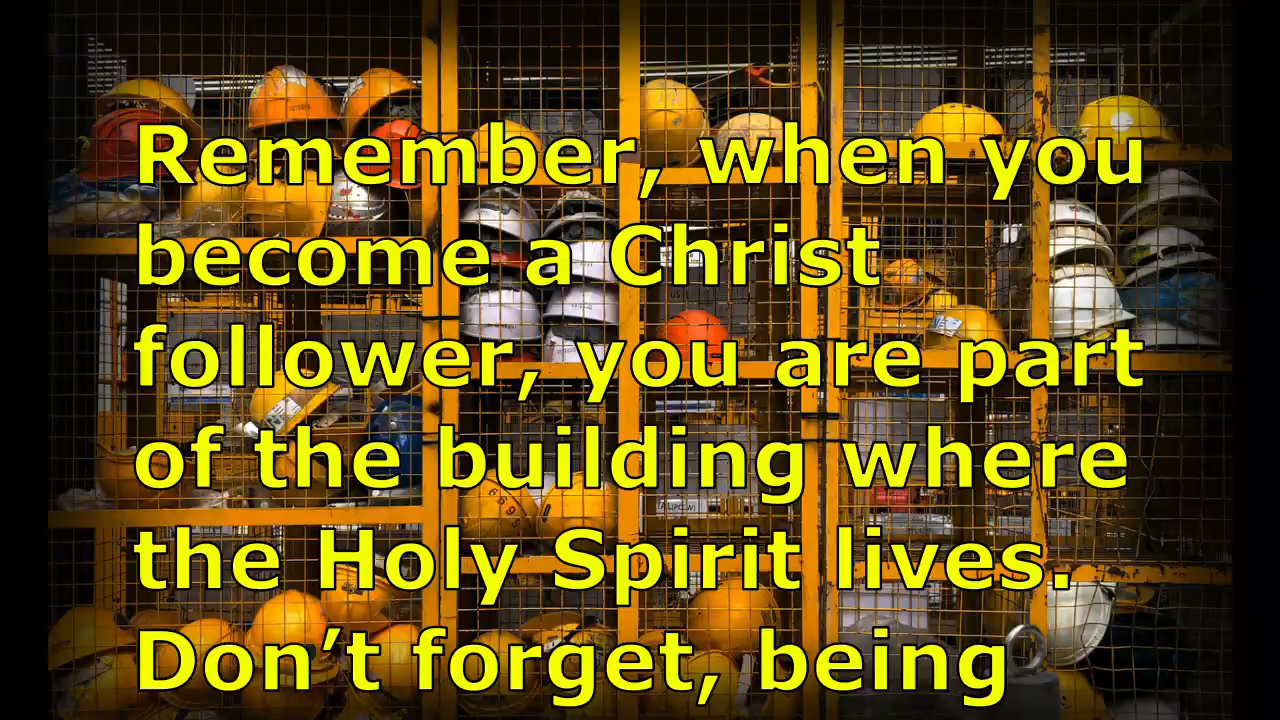 Remember, when you
become a Christ
follower, you are part
of the building where
the Holy Spirit lives.
Don’t forget, being